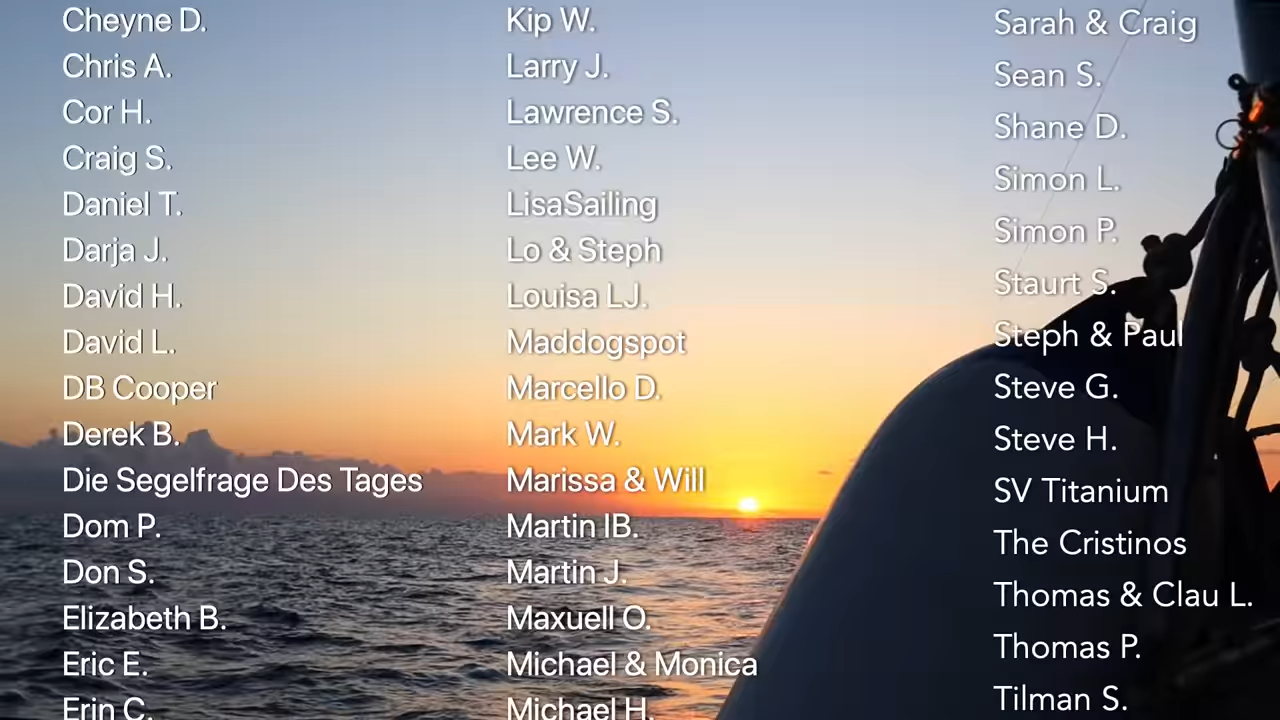 Cheyne D.
Chris A.
Cor H.
Craig S.
Daniel T.
Darja J.
David H.
David L.
DB Cooper
Derek B.
Die Segelfrage Des Tages
Dom P.
Don S.
Elizabeth B.
Eric E.
Erin C.
Kip W.
Larry J.
Lawrence S.
Lee W.
LisaSailing
Lo & Steph
Louisa LJ.
Maddogspot
Marcello D.
Mark W.
Marissa & Will
Martin IB.
Martin J.
Maxuell O.
Michael & Monica
Michael H.
Sarah & Craig
Sean S.
Shane D.
Simon L.
Simon P.
Staurt S.
Steph & Paul
Steve G.
Steve H.
SV Titanium
The Cristinos
Thomas & Clau L.
Thomas P.
Tilman S.